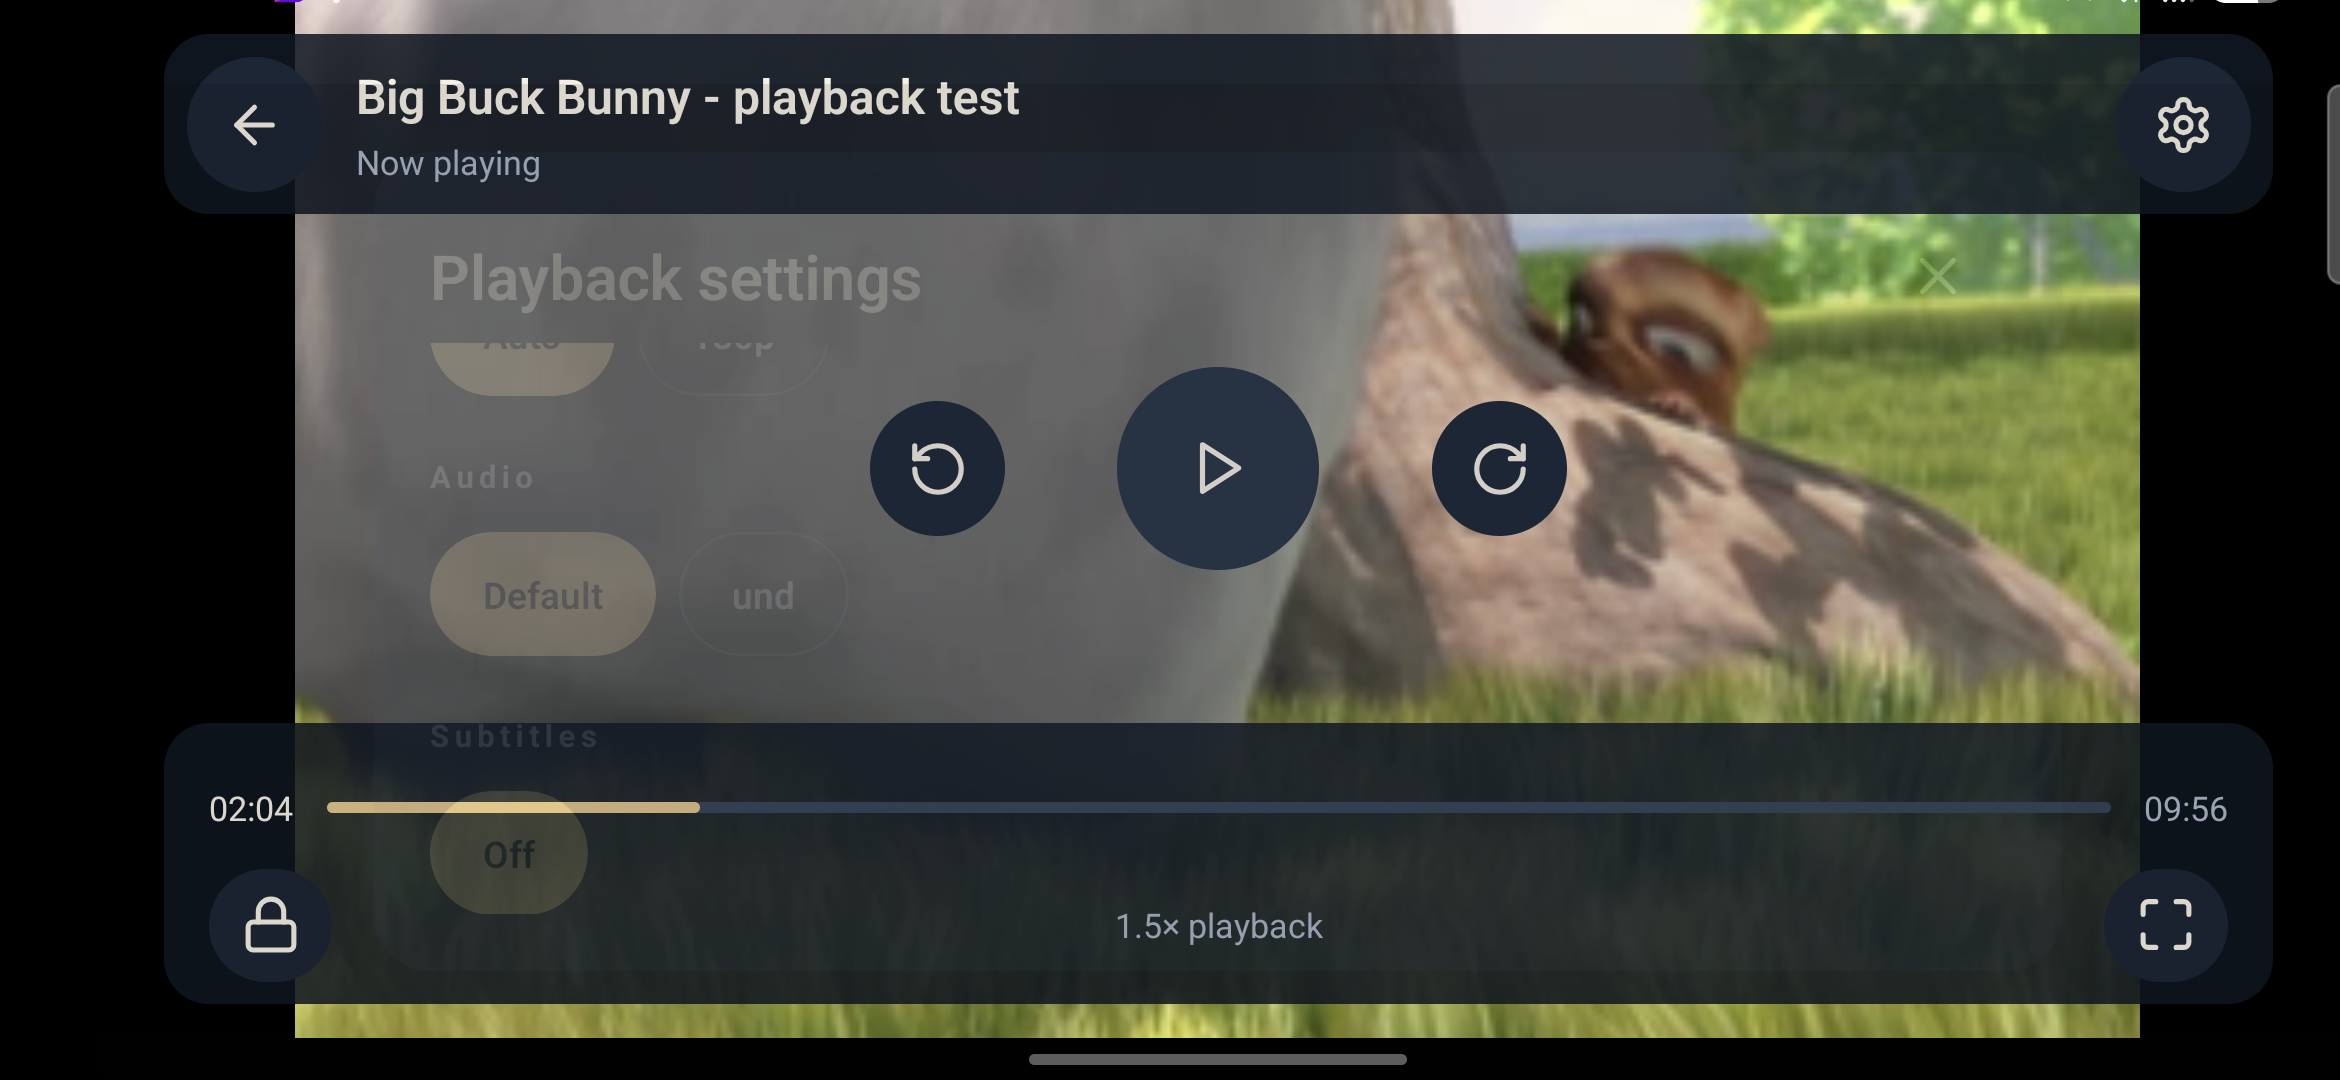 Big Buck Bunny - playback test
Now playing
Playback settings
Auto
Audio
Default und
Subtitles
02:04 09:56
Off
1.5× playback